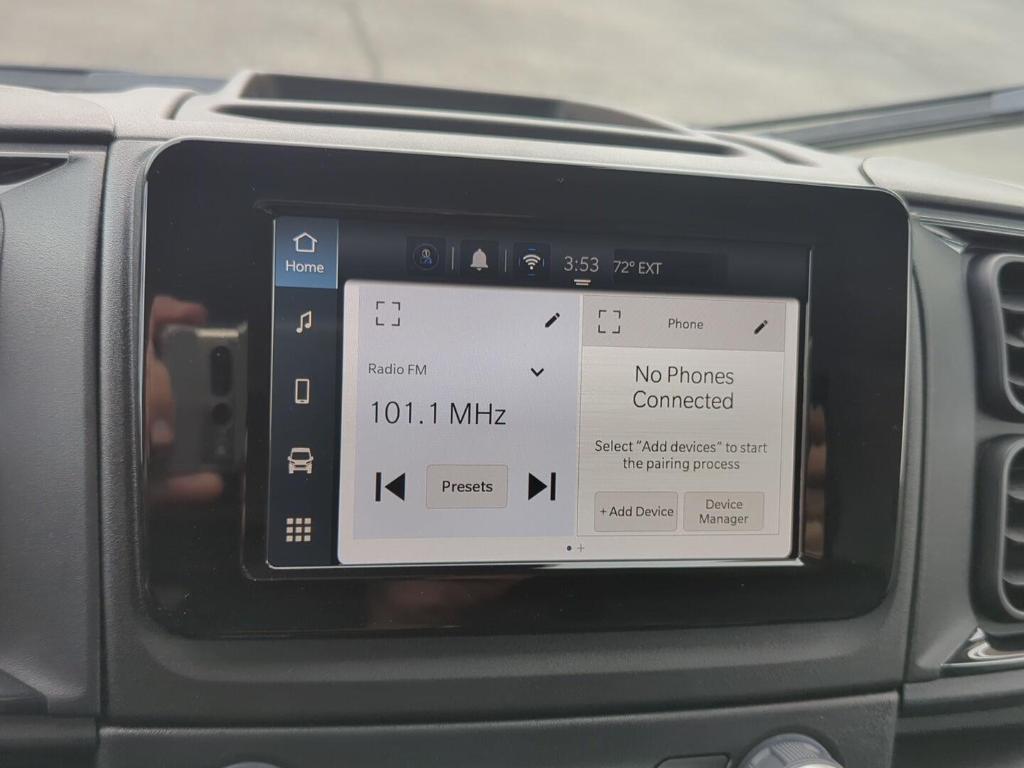 Home
3:53
72° EXT
Radio FM
101.1 MHz
Presets
Phone
No Phones
Connected
Select "Add devices" to start
the pairing process
+ Add Device
Device
Manager